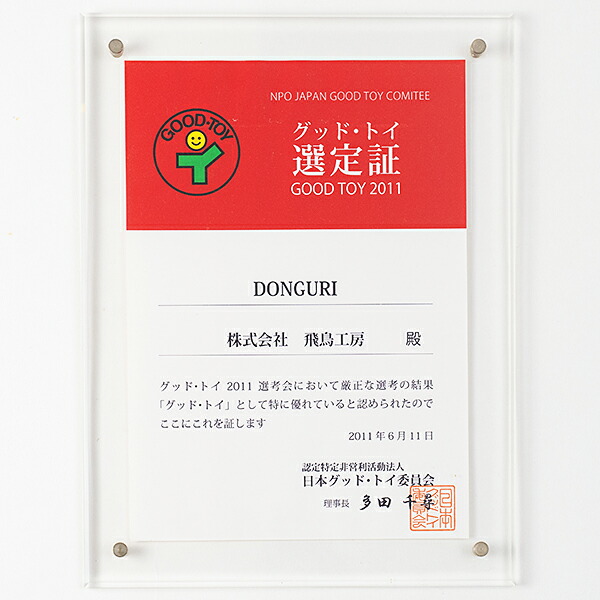 NPO JAPAN GOOD TOY COMITEE
GOOD-TOY
グッド・トイ
選定証
GOOD TOY 2011
DONGURI
株式会社 飛鳥工房 殿
グッド・トイ 2011 選考会において厳正な選考の結果
「グッド・トイ」として特に優れていると認められたので
ここにこれを証します
2011年6月11日
認定特定非営利活動法人
日本グッド・トイ委員会
理事長 多田 千尋